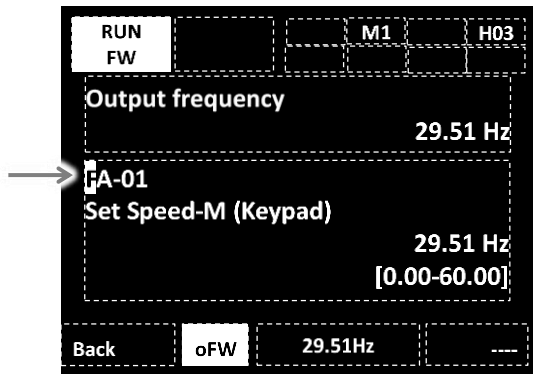 RUN
FW
M1
H03
Output frequency
29.51 Hz
FA-01
Set Speed-M (Keypad)
29.51 Hz
[0.00-60.00]
Back
oFW
29.51Hz
----